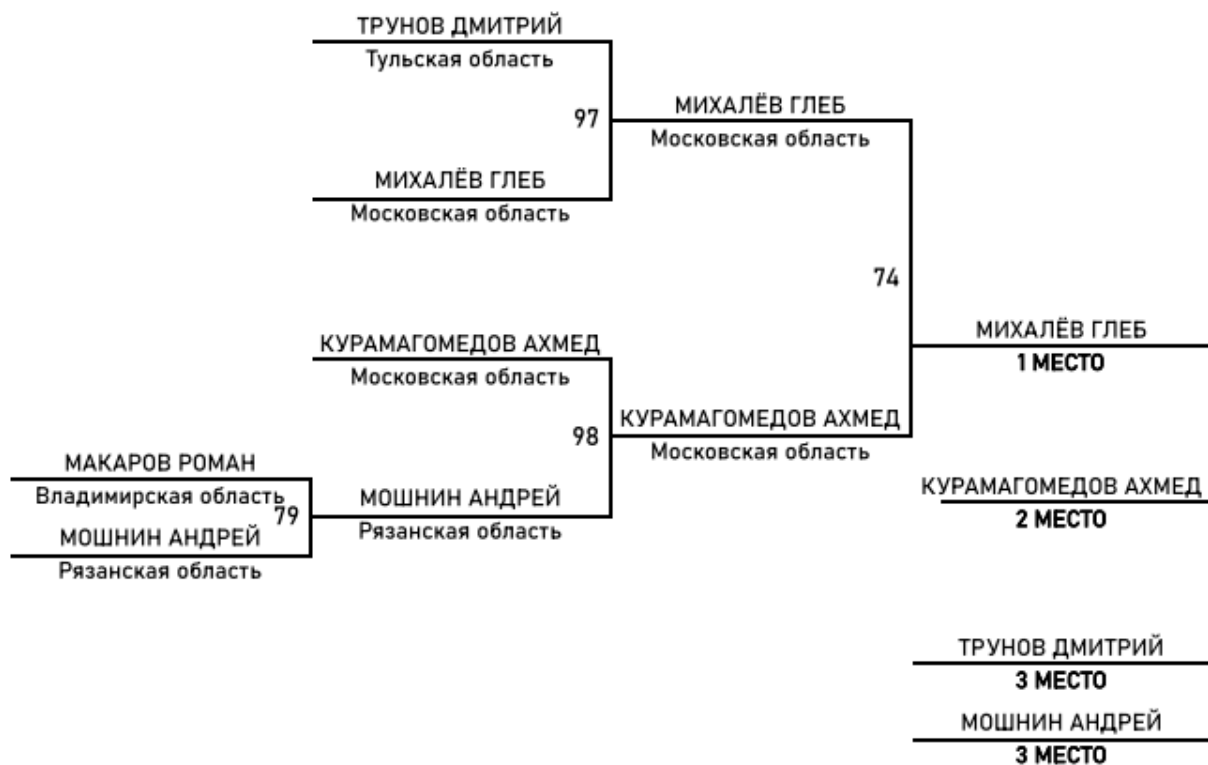 ТРУНОВ ДМИТРИЙ
Тульская область
97
МИХАЛЁВ ГЛЕБ
Московская область
МИХАЛЁВ ГЛЕБ
Московская область
74
КУРАМАГОМЕДОВ АХМЕД
Московская область
МИХАЛЁВ ГЛЕБ
1 МЕСТО
98
КУРАМАГОМЕДОВ АХМЕД
Московская область
МАКАРОВ РОМАН
Владимирская область
79
МОШНИН АНДРЕЙ
Рязанская область
МОШНИН АНДРЕЙ
Рязанская область
КУРАМАГОМЕДОВ АХМЕД
2 МЕСТО
ТРУНОВ ДМИТРИЙ
3 МЕСТО
МОШНИН АНДРЕЙ
3 МЕСТО